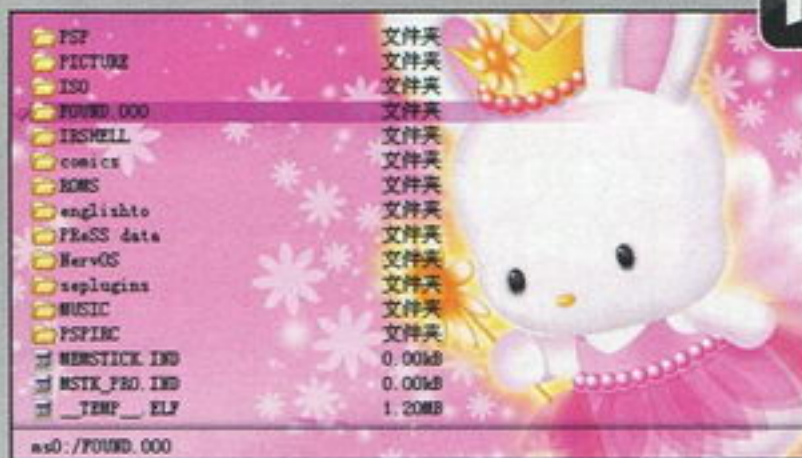 PSP 文件夹
PICTURE 文件夹
ISO 文件夹
FOUND.000 文件夹
IRSHELL 文件夹
comics 文件夹
ROMS 文件夹
englishto 文件夹
PReSS data 文件夹
NervOS 文件夹
seplugins 文件夹
MUSIC 文件夹
PSPIRC 文件夹
MEMSTICK.IND 0.00kB
MSTK_PRO.IND 0.00kB
__TEMP__.ELF 1.20MB
ms0:/FOUND.000